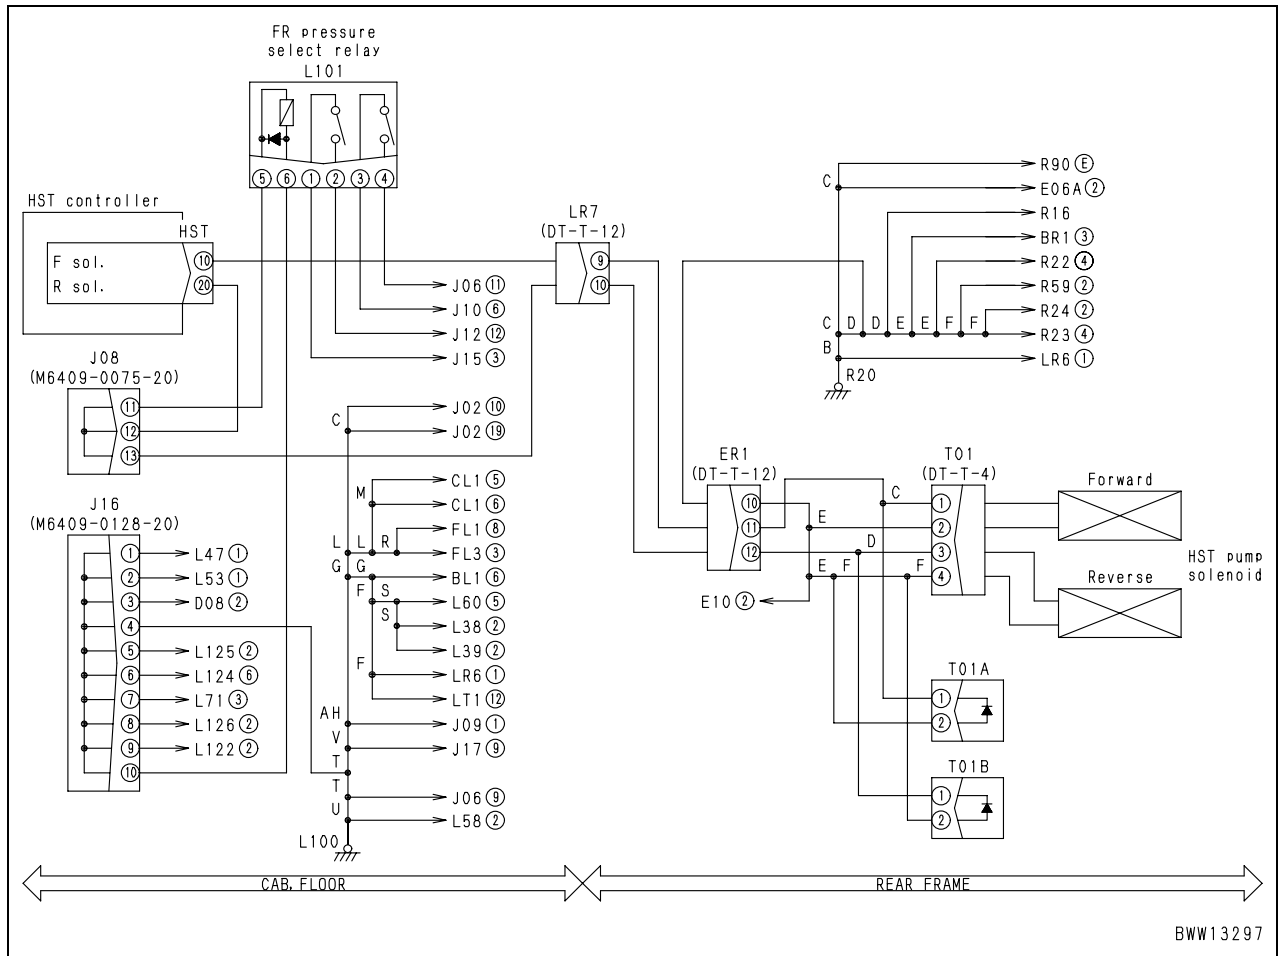 FR pressure
select relay
L101
5 6 1 2 3 4
HST controller
HST
F sol. 10
R sol. 20
J06 11
J10 6
J12 12
J15 3
J08
(M6409-0075-20)
11
12
13
J16
(M6409-0128-20)
1 L47 1
2 L53 1
3 D08 2
4
5 L125 2
6 L124 6
7 L71 3
8 L126 2
9 L122 2
10
C
J02 10
J02 19
M
CL1 5
CL1 6
FL1 8
L L R
FL3 3
G G
BL1 6
F S
L60 5
S
L38 2
L39 2
F
LR6 1
LT1 12
AH
J09 1
V
J17 9
T
T
J06 9
U
L58 2
L100
LR7
(DT-T-12)
9
10
R90 E
C
E06A 2
R16
BR1 3
R22 4
R59 2
R24 2
C D D E E F F
R23 4
B
LR6 1
R20
ER1
(DT-T-12)
10
11
12
E10 2
C
E
D
E F F
T01
(DT-T-4)
1
2
3
4
Forward
HST pump
solenoid
Reverse
T01A
1
2
T01B
1
2
CAB, FLOOR
REAR FRAME
BWW13297